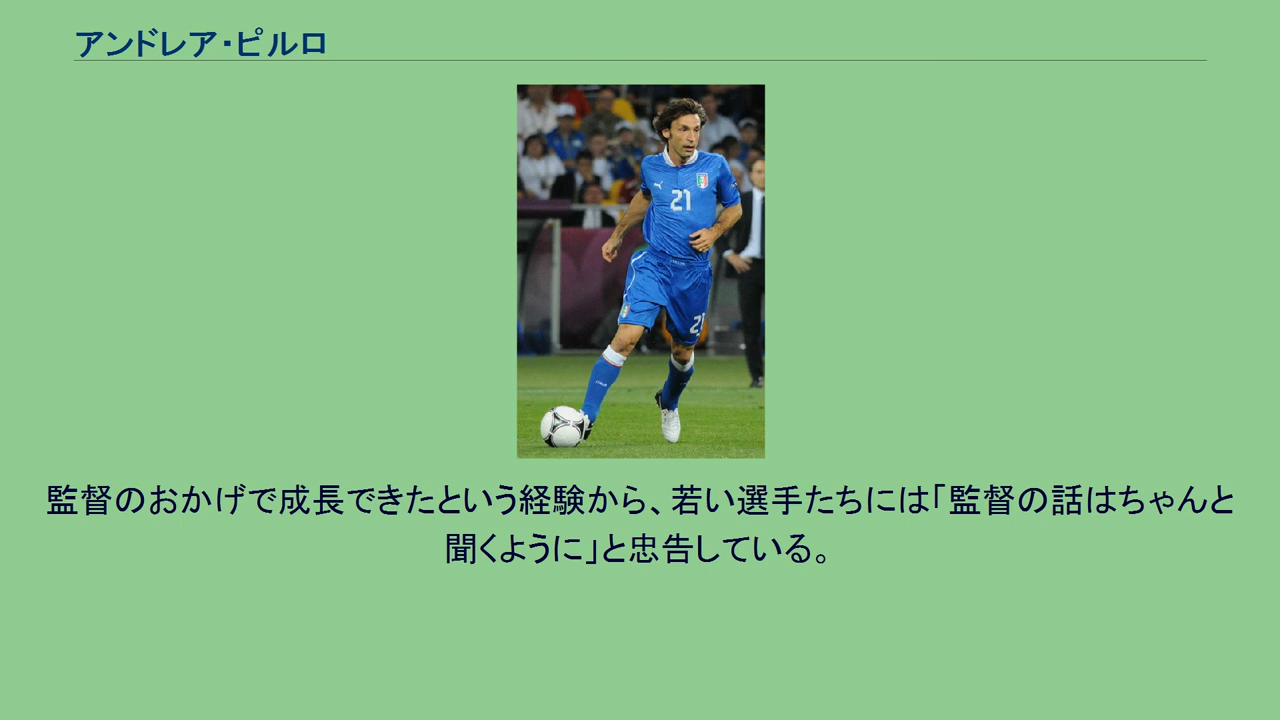 アンドレア・ピルロ
21
21
監督のおかげで成長できたという経験から、若い選手たちには「監督の話はちゃんと
聞くように」と忠告している。